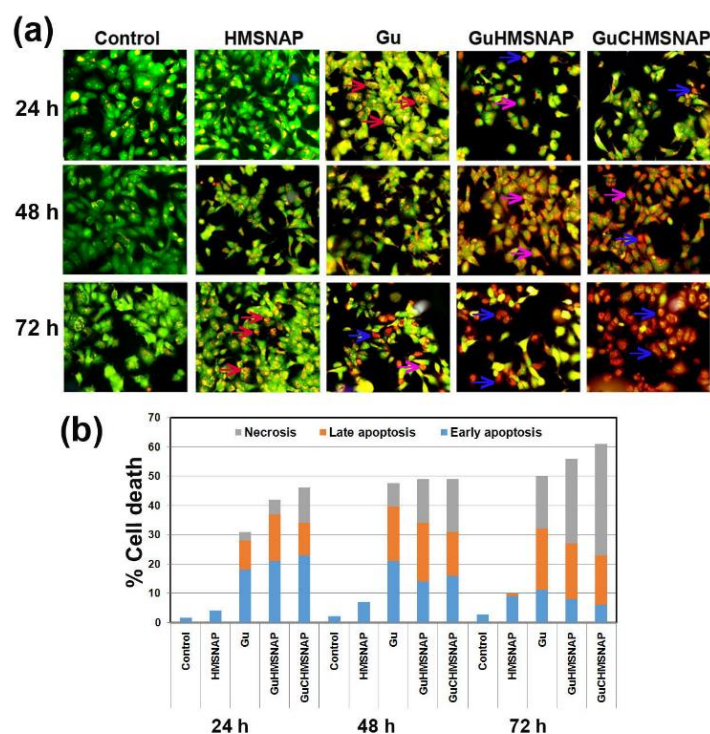 (a)
Control HMSNAP Gu GuHMSNAP GuCHMSNAP
24 h
48 h
72 h
(b)
70
60
50
40
30
20
10
0
% Cell death
Necrosis Late apoptosis Early apoptosis
Control HMSNAP Gu GuHMSNAP GuCHMSNAP Control HMSNAP Gu GuHMSNAP GuCHMSNAP Control HMSNAP Gu GuHMSNAP GuCHMSNAP
24 h 48 h 72 h